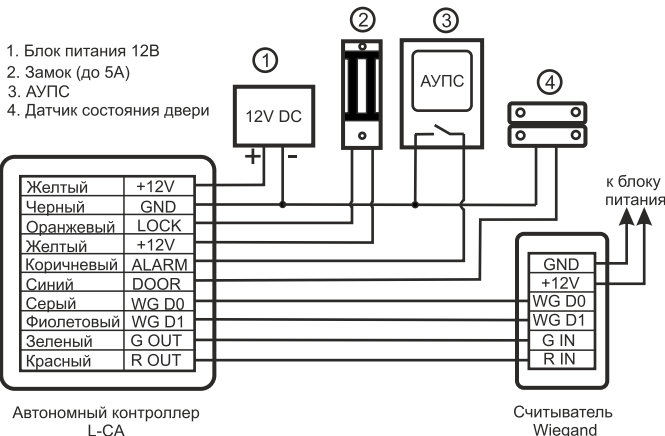 1. Блок питания 12В
2. Замок (до 5А)
3. АУПС
4. Датчик состояния двери
1
2
3
4
12V DC
+ -
АУПС
к блоку
питания
Желтый +12V
Черный GND
Оранжевый LOCK
Желтый +12V
Коричневый ALARM
Синий DOOR
Серый WG D0
Фиолетовый WG D1
Зеленый G OUT
Красный R OUT
GND
+12V
WG D0
WG D1
G IN
R IN
Автономный контроллер
L-CA
Считыватель
Wiegand